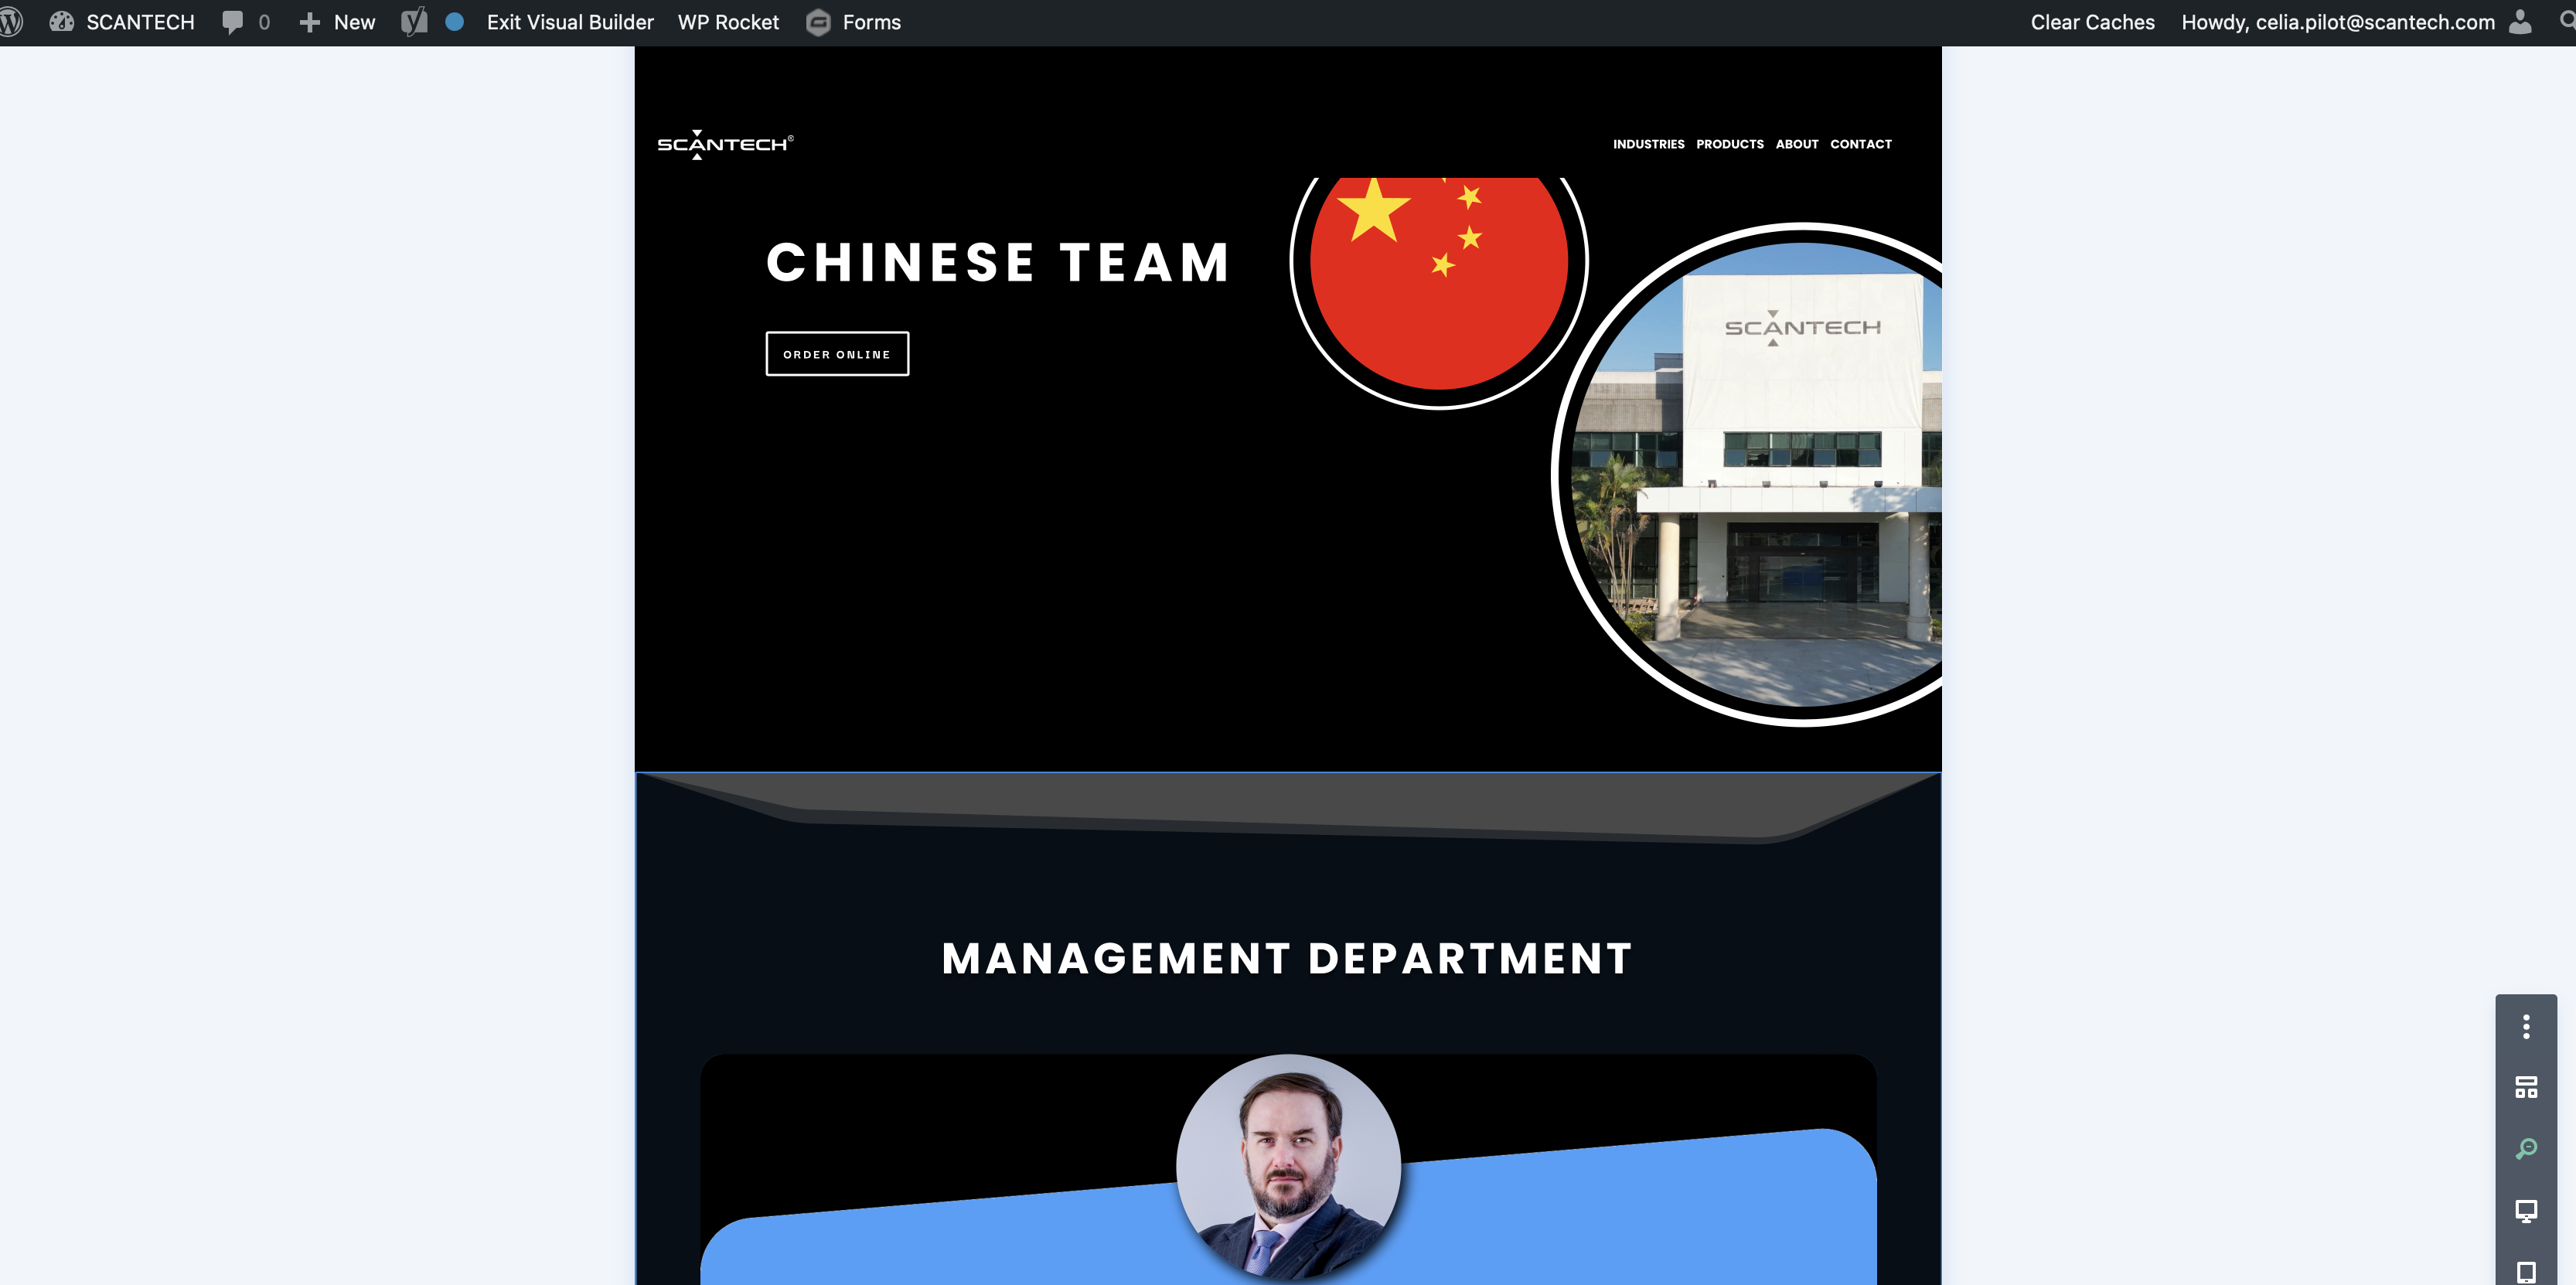 SCANTECH
0
New
Exit Visual Builder
WP Rocket
Forms
Clear Caches
Howdy, celia.pilot@scantech.com
SCANTECH®
INDUSTRIES PRODUCTS ABOUT CONTACT
CHINESE TEAM
ORDER ONLINE
SCANTECH
MANAGEMENT DEPARTMENT